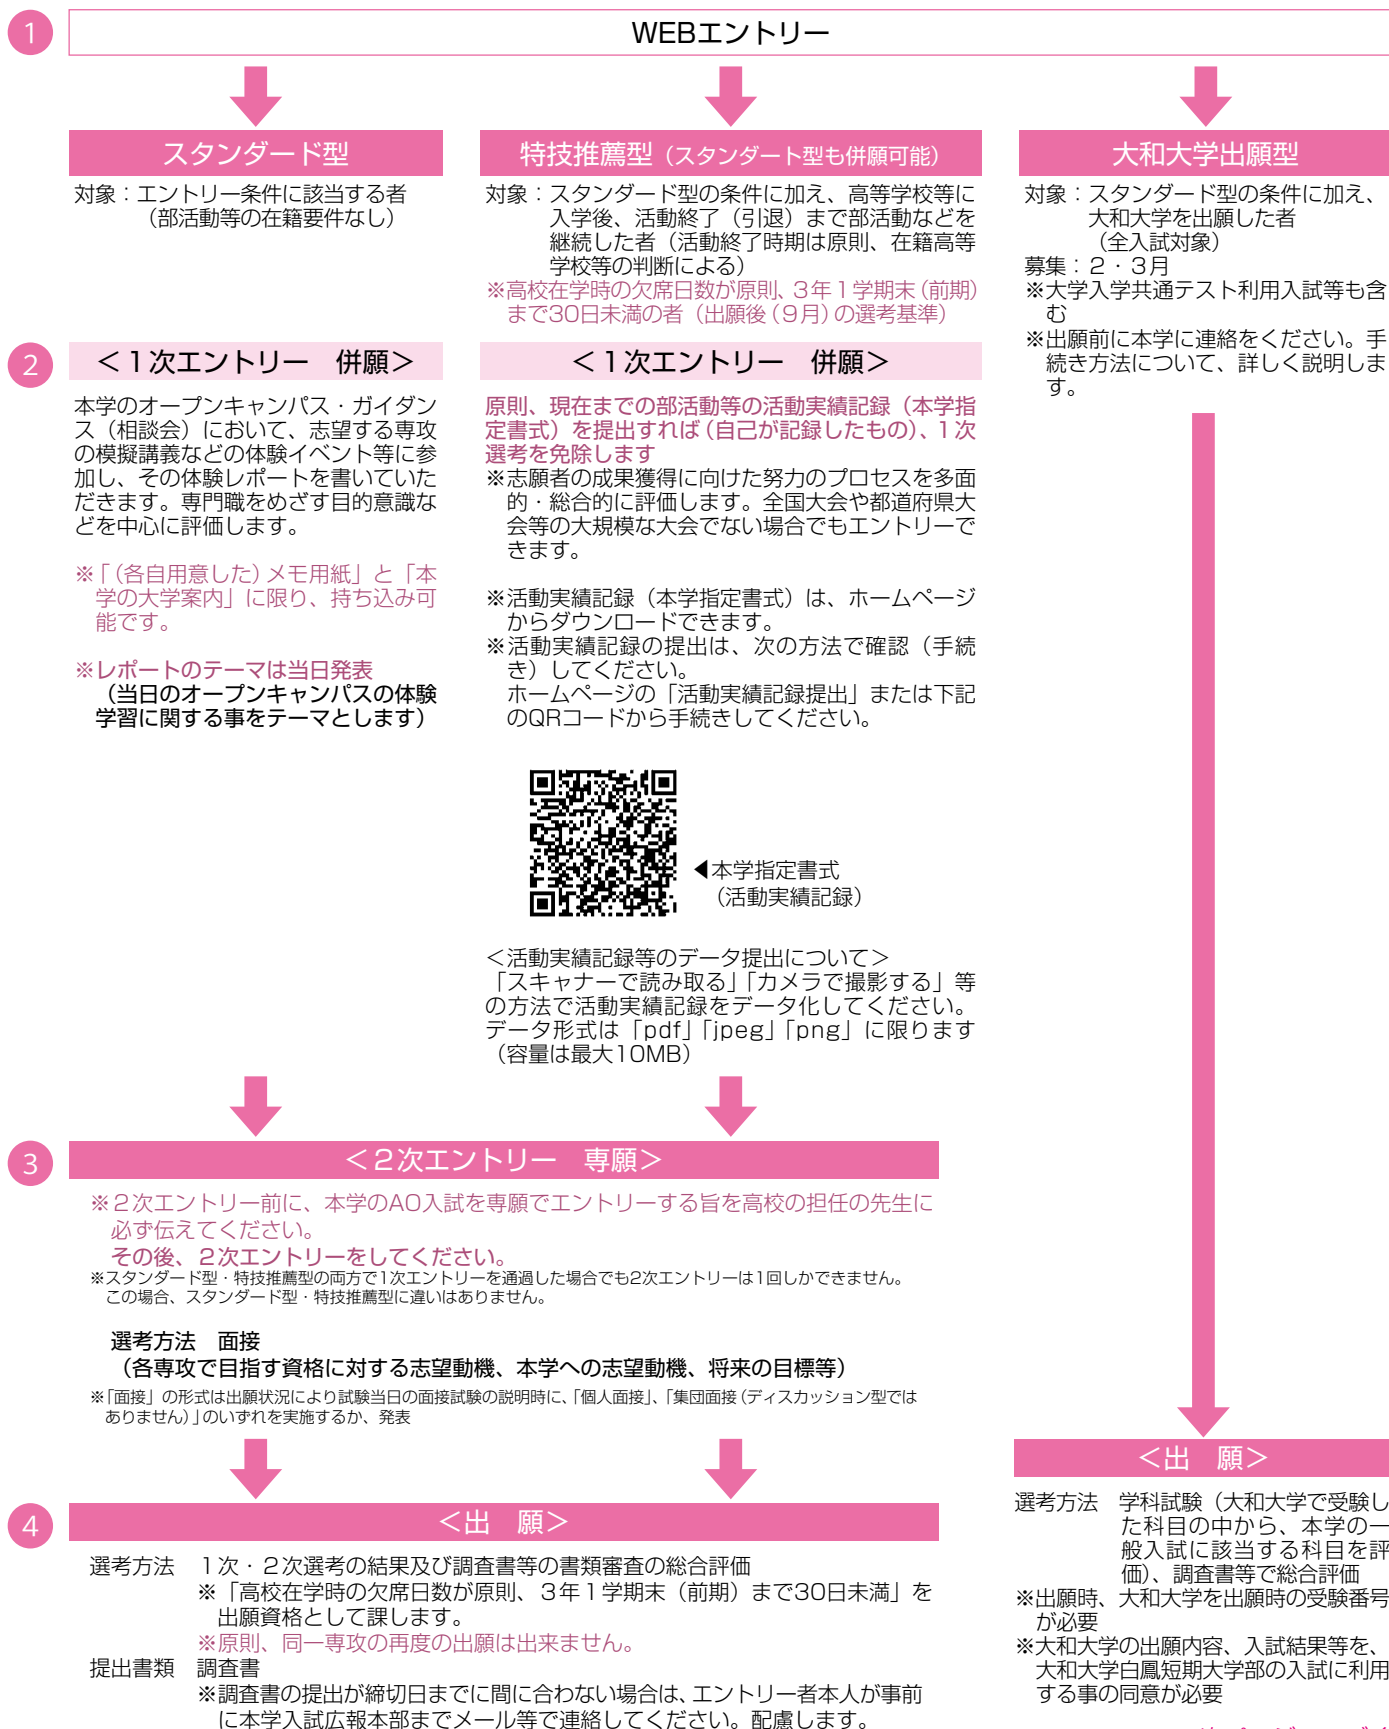 1
WEBエントリー
スタンダード型
対象：エントリー条件に該当する者
（部活動等の在籍要件なし）
特技推薦型（スタンダート型も併願可能）
対象：スタンダード型の条件に加え、高等学校等に
入学後、活動終了（引退）まで部活動などを
継続した者（活動終了時期は原則、在籍高等
学校等の判断による）
※高校在学時の欠席日数が原則、３年１学期末（前期）
まで30日未満の者（出願後（９月）の選考基準）
大和大学出願型
対象：スタンダード型の条件に加え、
大和大学を出願した者
（全入試対象）
募集：２・３月
※大学入学共通テスト利用入試等も含
む
※出願前に本学に連絡をください。手
続き方法について、詳しく説明しま
す。
2
＜１次エントリー　併願＞
本学のオープンキャンパス・ガイダン
ス（相談会）において、志望する専攻
の模擬講義などの体験イベント等に参
加し、その体験レポートを書いていた
だきます。専門職をめざす目的意識な
どを中心に評価します。
※「（各自用意した）メモ用紙」と「本
学の大学案内」に限り、持ち込み可
能です。
※レポートのテーマは当日発表
（当日のオープンキャンパスの体験
学習に関する事をテーマとします）
＜１次エントリー　併願＞
原則、現在までの部活動等の活動実績記録（本学指
定書式）を提出すれば（自己が記録したもの）、１次
選考を免除します
※志願者の成果獲得に向けた努力のプロセスを多面
的・総合的に評価します。全国大会や都道府県大
会等の大規模な大会でない場合でもエントリーで
きます。
※活動実績記録（本学指定書式）は、ホームページ
からダウンロードできます。
※活動実績記録の提出は、次の方法で確認（手続
き）してください。
ホームページの「活動実績記録提出」または下記
のQRコードから手続きしてください。
◀本学指定書式
（活動実績記録）
＜活動実績記録等のデータ提出について＞
「スキャナーで読み取る」「カメラで撮影する」等
の方法で活動実績記録をデータ化してください。
データ形式は「pdf」「jpeg」「png」に限ります
（容量は最大10MB）
3
＜２次エントリー　専願＞
※２次エントリー前に、本学のAO入試を専願でエントリーする旨を高校の担任の先生に
必ず伝えてください。
その後、２次エントリーをしてください。
※スタンダード型・特技推薦型の両方で1次エントリーを通過した場合でも2次エントリーは1回しかできません。
この場合、スタンダード型・特技推薦型に違いはありません。
選考方法　面接
（各専攻で目指す資格に対する志望動機、本学への志望動機、将来の目標等）
※「面接」の形式は出願状況により試験当日の面接試験の説明時に、「個人面接」、「集団面接（ディスカッション型では
ありません）」のいずれを実施するか、発表
4
＜出　願＞
選考方法　１次・２次選考の結果及び調査書等の書類審査の総合評価
※「高校在学時の欠席日数が原則、３年１学期末（前期）まで30日未満」を
出願資格として課します。
※原則、同一専攻の再度の出願は出来ません。
提出書類　調査書
※調査書の提出が締切日までに間に合わない場合は、エントリー者本人が事前
に本学入試広報本部までメール等で連絡してください。配慮します。
＜出　願＞
選考方法　学科試験（大和大学で受験し
た科目の中から、本学の一
般入試に該当する科目を評
価）、調査書等で総合評価
※出願時、大和大学を出願時の受験番号
が必要
※大和大学の出願内容、入試結果等を、
大和大学白鳳短期大学部の入試に利用
する事の同意が必要